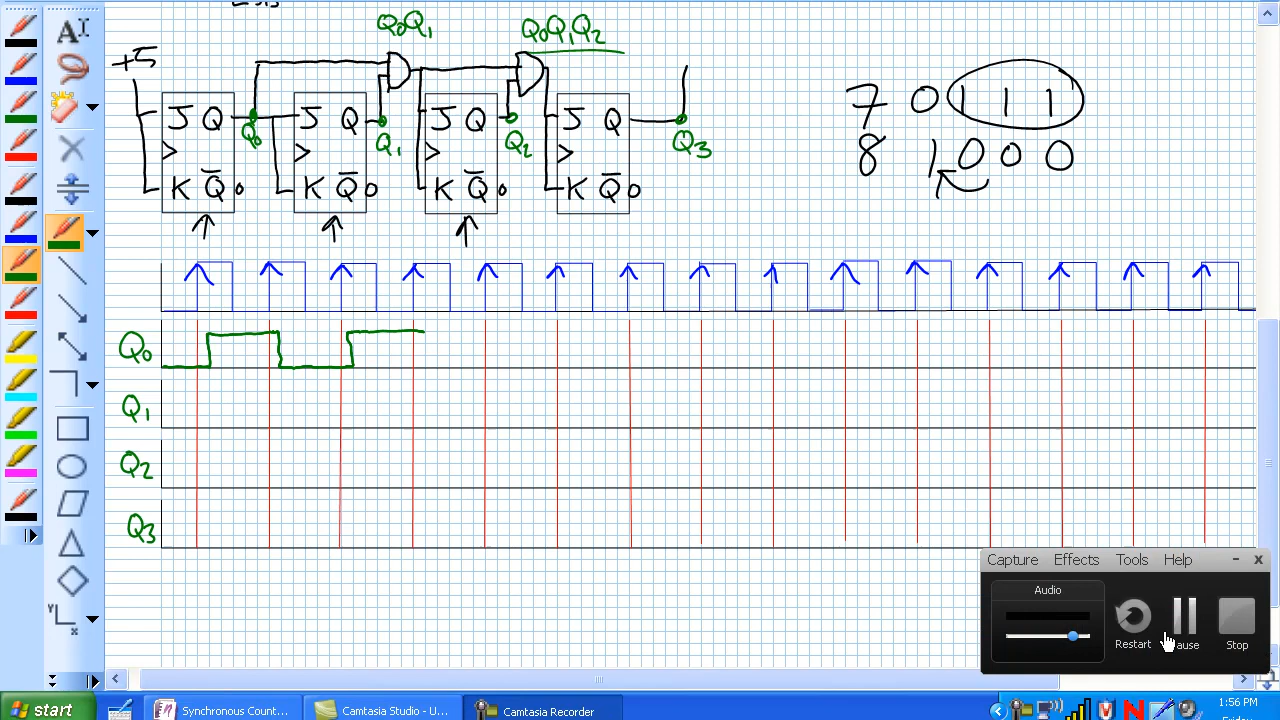 Q0Q1
Q0Q1Q2
+5
J Q
K Q̅
Q0
J Q
K Q̅
Q1
J Q
K Q̅
Q2
J Q
K Q̅
Q3
7 0 1 1 1
8 1 0 0 0
Q0
Q1
Q2
Q3
Capture Effects Tools Help
Audio
Restart
ause
Stop
start
Synchronous Count...
Camtasia Studio - U...
Camtasia Recorder
1:56 PM